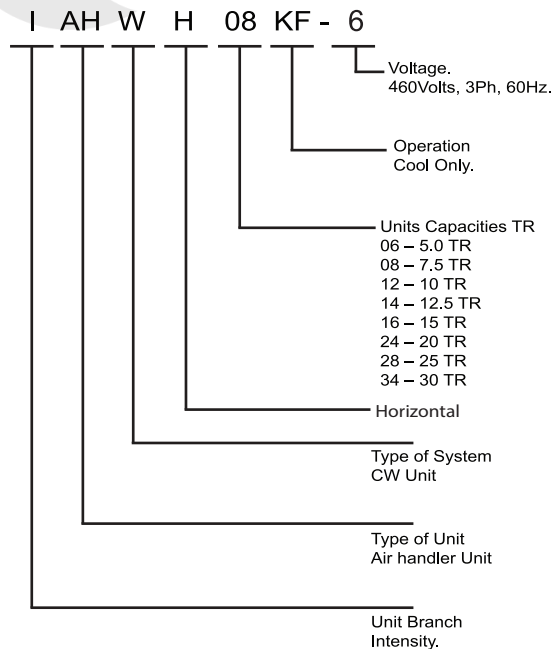 I AH W H 08 KF - 6
Voltage.
460Volts, 3Ph, 60Hz.
Operation
Cool Only.
Units Capacities TR
06 – 5.0 TR
08 – 7.5 TR
12 – 10 TR
14 – 12.5 TR
16 – 15 TR
24 – 20 TR
28 – 25 TR
34 – 30 TR
Horizontal
Type of System
CW Unit
Type of Unit
Air handler Unit
Unit Branch
Intensity.